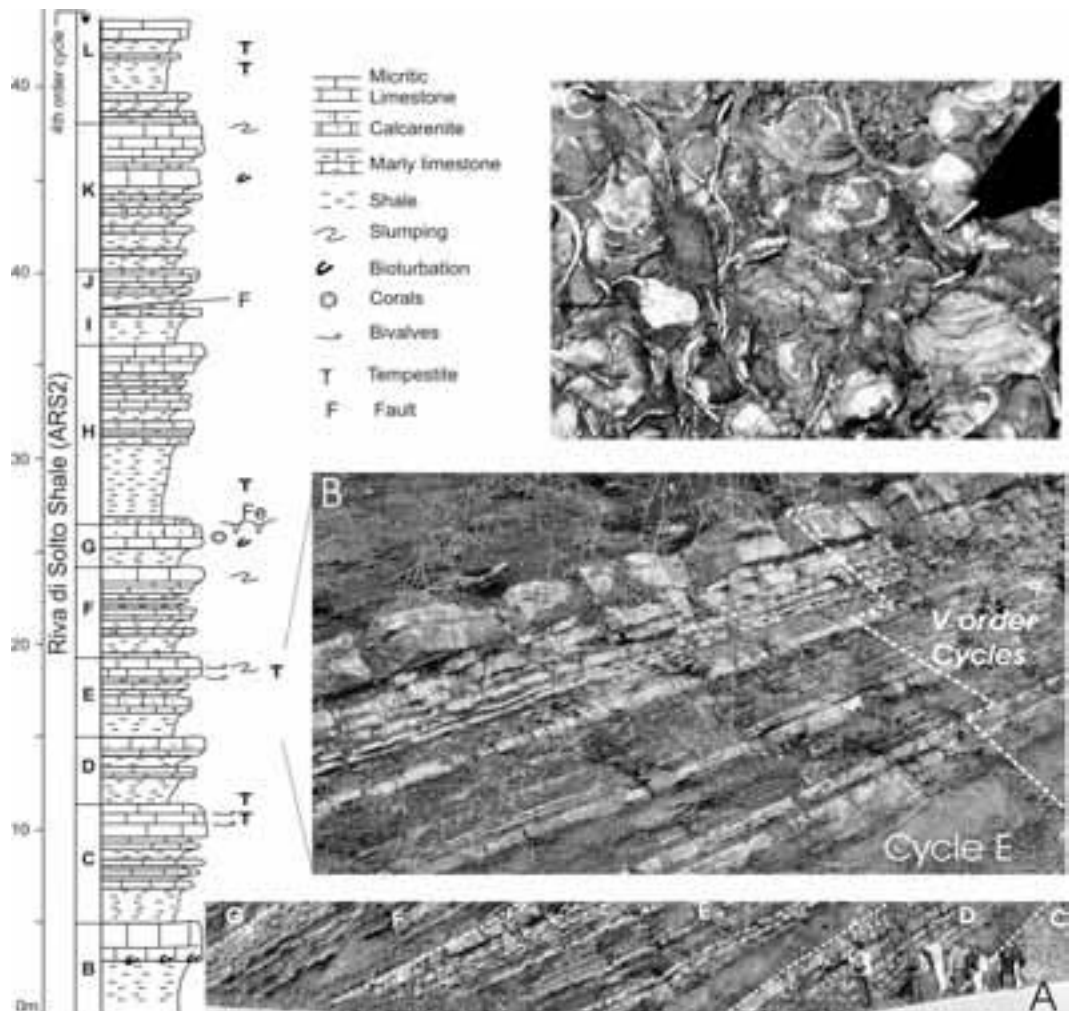 4th order cycle
Riva di Solto Shale (ARS2)
40
40
30
20
10
0m
L
K
J
I
H
G
F
E
D
C
B
T
T
F
T
Fe
T
T
T
Micritic
Limestone
Calcarenite
Marly limestone
Shale
Slumping
Bioturbation
Corals
Bivalves
T Tempestite
F Fault
C
B
V order
Cycles
Cycle E
G
F
E
D
C
A